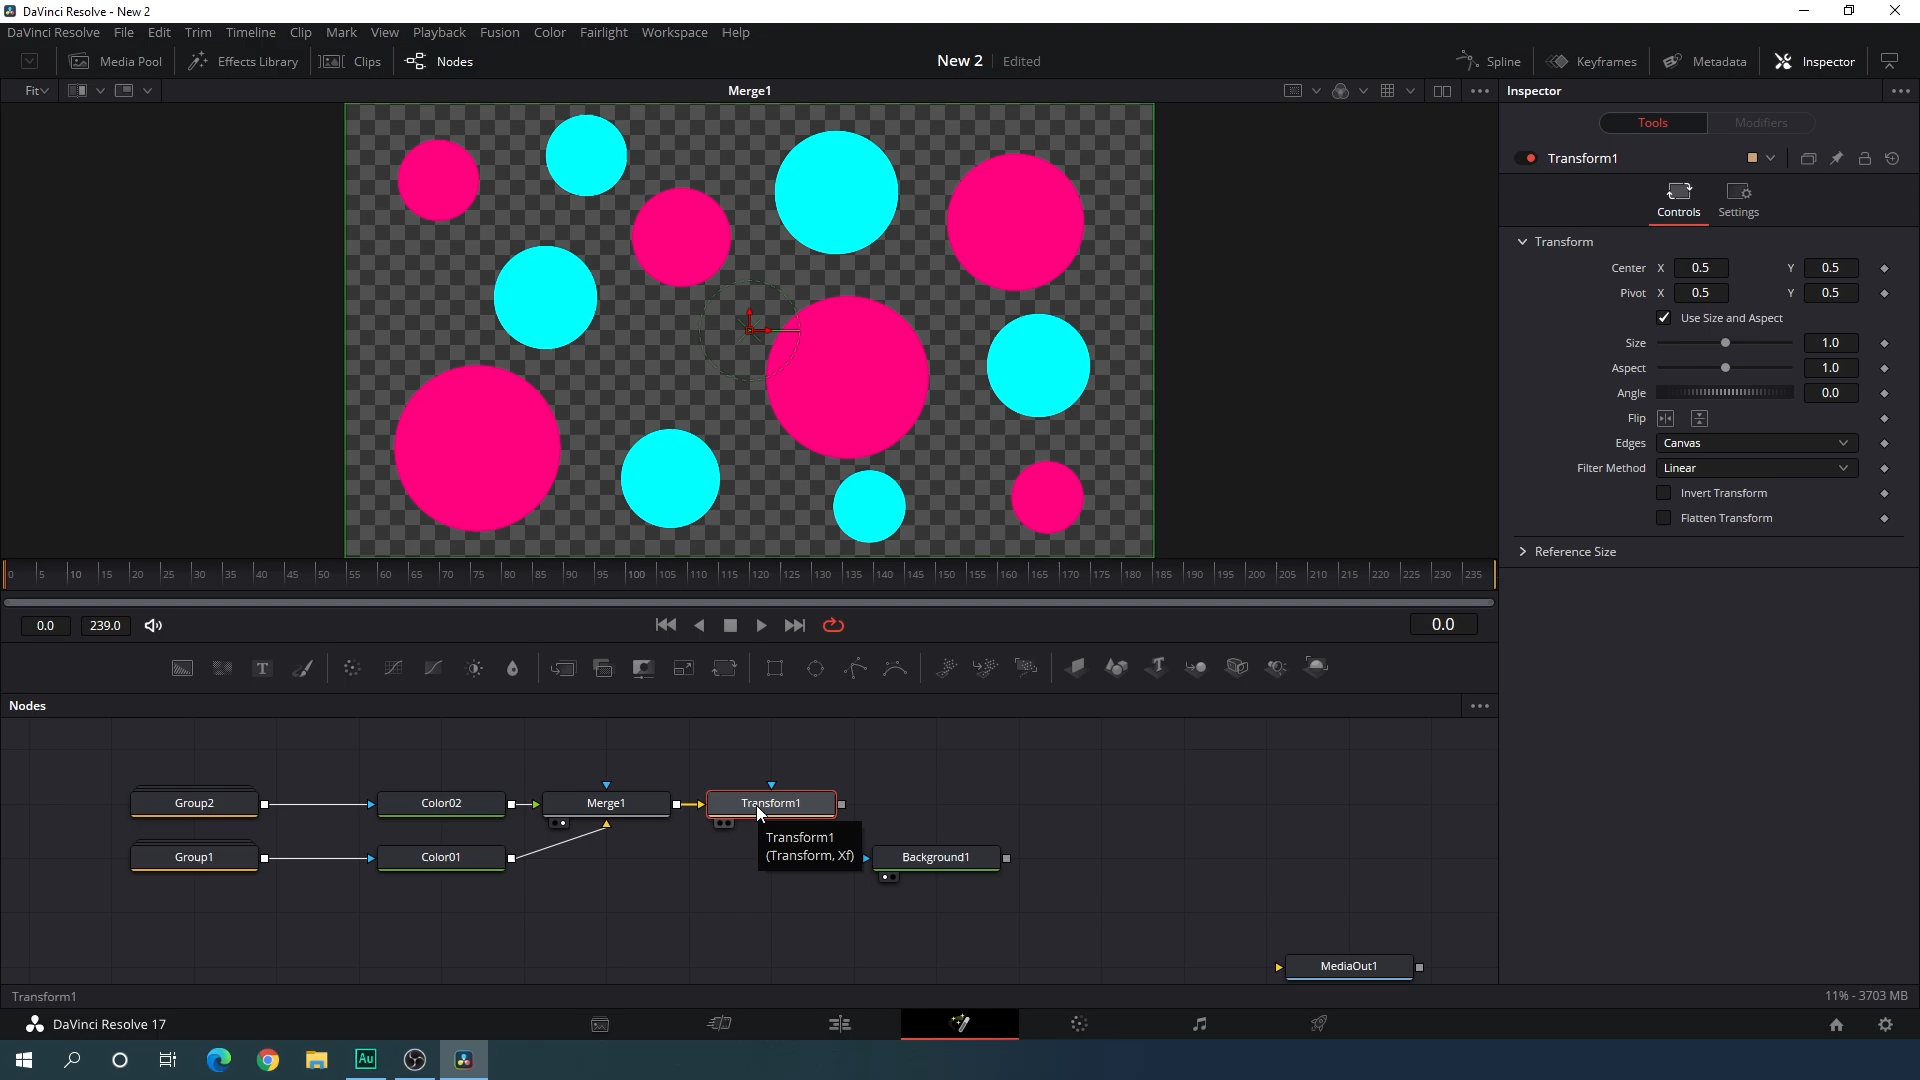 DaVinci Resolve - New 2
DaVinci Resolve File Edit Trim Timeline Clip Mark View Playback Fusion Color Fairlight Workspace Help
Media Pool Effects Library Clips Nodes New 2 Edited Spline Keyframes Metadata Inspector
Fit Merge1 Inspector
Tools Modifiers
Transform1
Controls Settings
Transform
Center X 0.5 Y 0.5
Pivot X 0.5 Y 0.5
Use Size and Aspect
Size 1.0
Aspect 1.0
Angle 0.0
Flip
Edges Canvas
Filter Method Linear
Invert Transform
Flatten Transform
Reference Size
0 5 10 15 20 25 30 35 40 45 50 55 60 65 70 75 80 85 90 95 100 105 110 115 120 125 130 135 140 145 150 155 160 165 170 175 180 185 190 195 200 205 210 215 220 225 230 235
0.0 239.0 0.0
T
Nodes
Group2 Color02 Merge1 Transform1
Transform1
(Transform, Xf)
Group1 Color01 Background1
MediaOut1
Transform1 11% - 3703 MB
DaVinci Resolve 17
Au